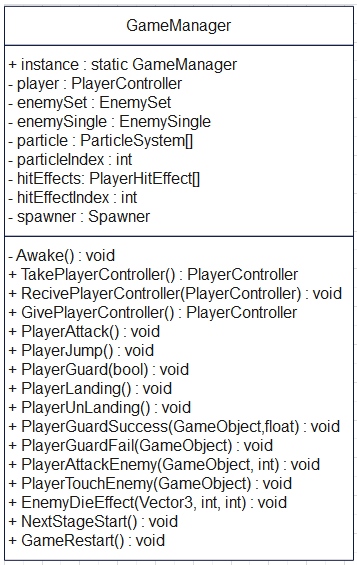 GameManager
+ instance : static GameManager
- player : PlayerController
- enemySet : EnemySet
- enemySingle : EnemySingle
- particle : ParticleSystem[]
- particleIndex : int
- hitEffects: PlayerHitEffect[]
- hitEffectIndex : int
- spawner : Spawner
- Awake() : void
+ TakePlayerController() : PlayerController
+ RecivePlayerController(PlayerController) : void
+ GivePlayerController() : PlayerController
+ PlayerAttack() : void
+ PlayerJump() : void
+ PlayerGuard(bool) : void
+ PlayerLanding() : void
+ PlayerUnLanding() : void
+ PlayerGuardSuccess(GameObject,float) : void
+ PlayerGuardFail(GameObject) : void
+ PlayerAttackEnemy(GameObject, int) : void
+ PlayerTouchEnemy(GameObject) : void
+ EnemyDieEffect(Vector3, int, int) : void
+ NextStageStart() : void
+ GameRestart() : void